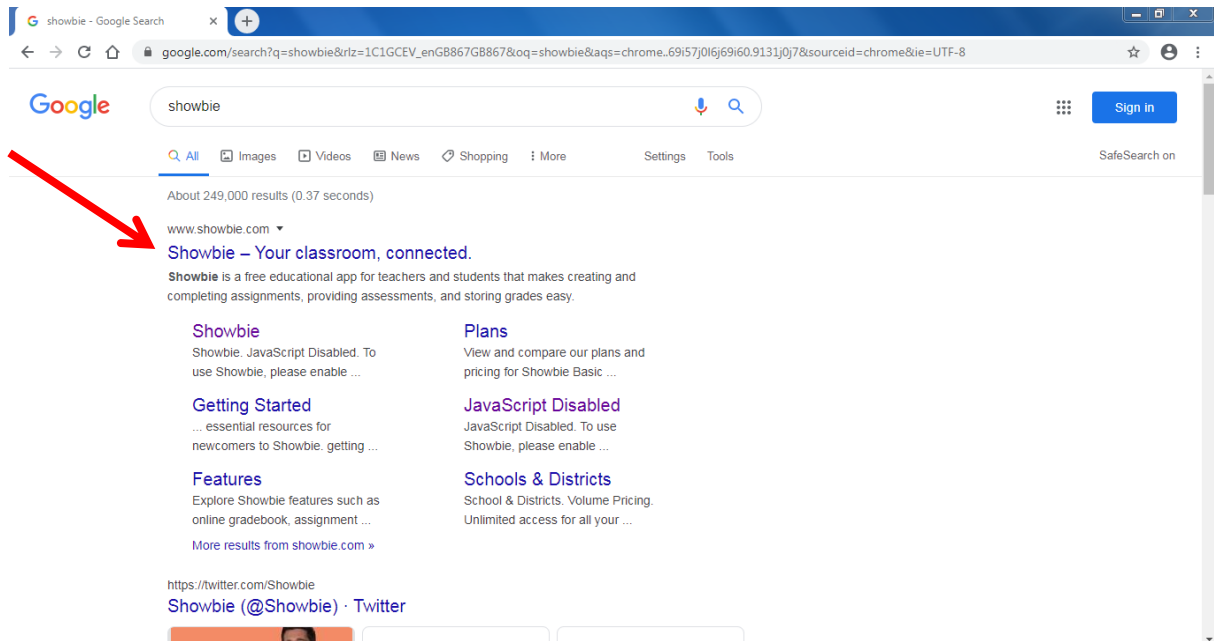 showbie - Google Search
google.com/search?q=showbie&rlz=1C1GCEV_enGB867GB867&oq=showbie&aqs=chrome..69i57j0l6j69i60.9131j0j7&sourceid=chrome&ie=UTF-8
Google
showbie
Sign in
All Images Videos News Shopping More Settings Tools SafeSearch on
About 249,000 results (0.37 seconds)
www.showbie.com
Showbie – Your classroom, connected.
Showbie is a free educational app for teachers and students that makes creating and
completing assignments, providing assessments, and storing grades easy.
Showbie
Showbie. JavaScript Disabled. To
use Showbie, please enable ...
Plans
View and compare our plans and
pricing for Showbie Basic ...
Getting Started
... essential resources for
newcomers to Showbie. getting ...
JavaScript Disabled
JavaScript Disabled. To use
Showbie, please enable ...
Features
Explore Showbie features such as
online gradebook, assignment ...
Schools & Districts
School & Districts. Volume Pricing.
Unlimited access for all your ...
More results from showbie.com »
https://twitter.com/Showbie
Showbie (@Showbie) · Twitter